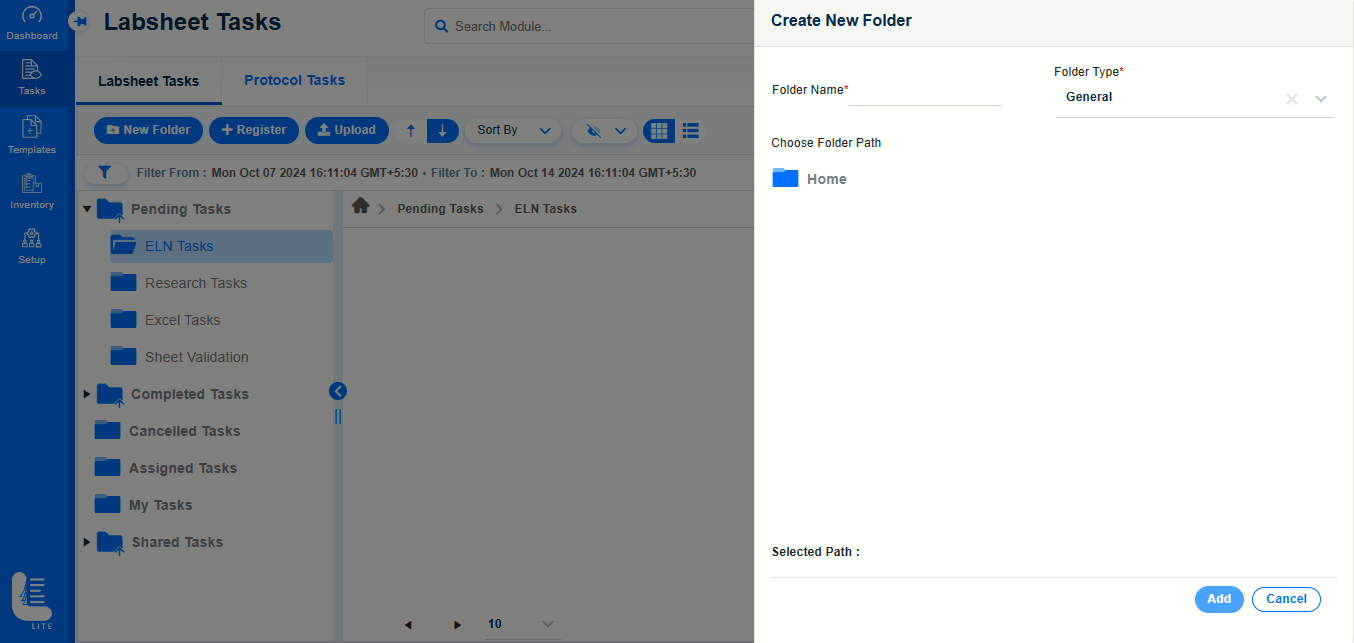 Dashboard
Tasks
Templates
Inventory
Setup
LITE
Labsheet Tasks
Search Module...
Labsheet Tasks
Protocol Tasks
New Folder
Register
Upload
Sort By
Filter From : Mon Oct 07 2024 16:11:04 GMT+5:30 • Filter To : Mon Oct 14 2024 16:11:04 GMT+5:30
Pending Tasks
ELN Tasks
Research Tasks
Excel Tasks
Sheet Validation
Completed Tasks
Cancelled Tasks
Assigned Tasks
My Tasks
Shared Tasks
Pending Tasks
ELN Tasks
10
Create New Folder
Folder Name*
Folder Type*
General
Choose Folder Path
Home
Selected Path :
Add
Cancel